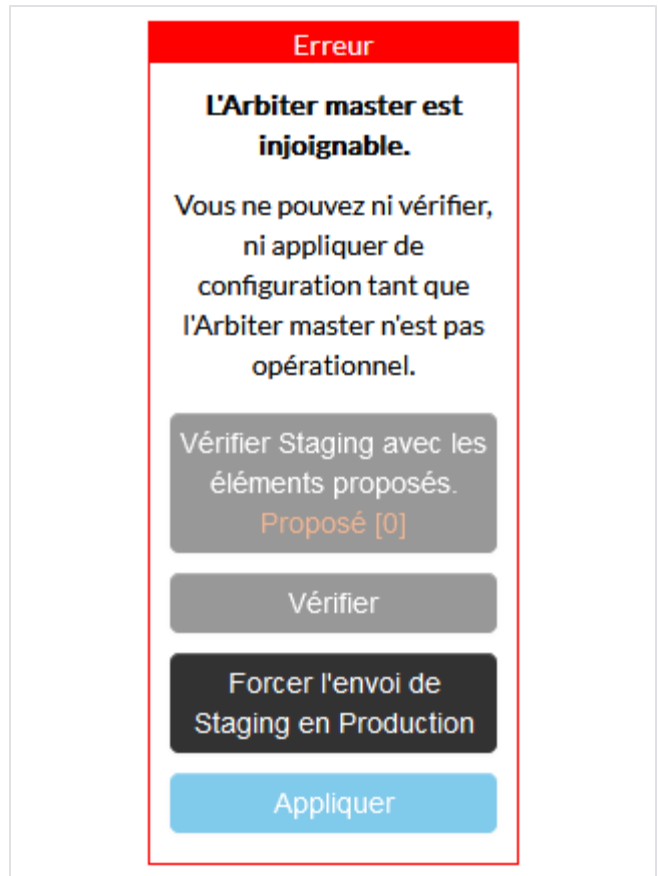 Erreur
L'Arbiter master est
injoignable.
Vous ne pouvez ni vérifier,
ni appliquer de
configuration tant que
l'Arbiter master n'est pas
opérationnel.
Vérifier Staging avec les
éléments proposés.
Proposé [0]
Vérifier
Forcer l'envoi de
Staging en Production
Appliquer